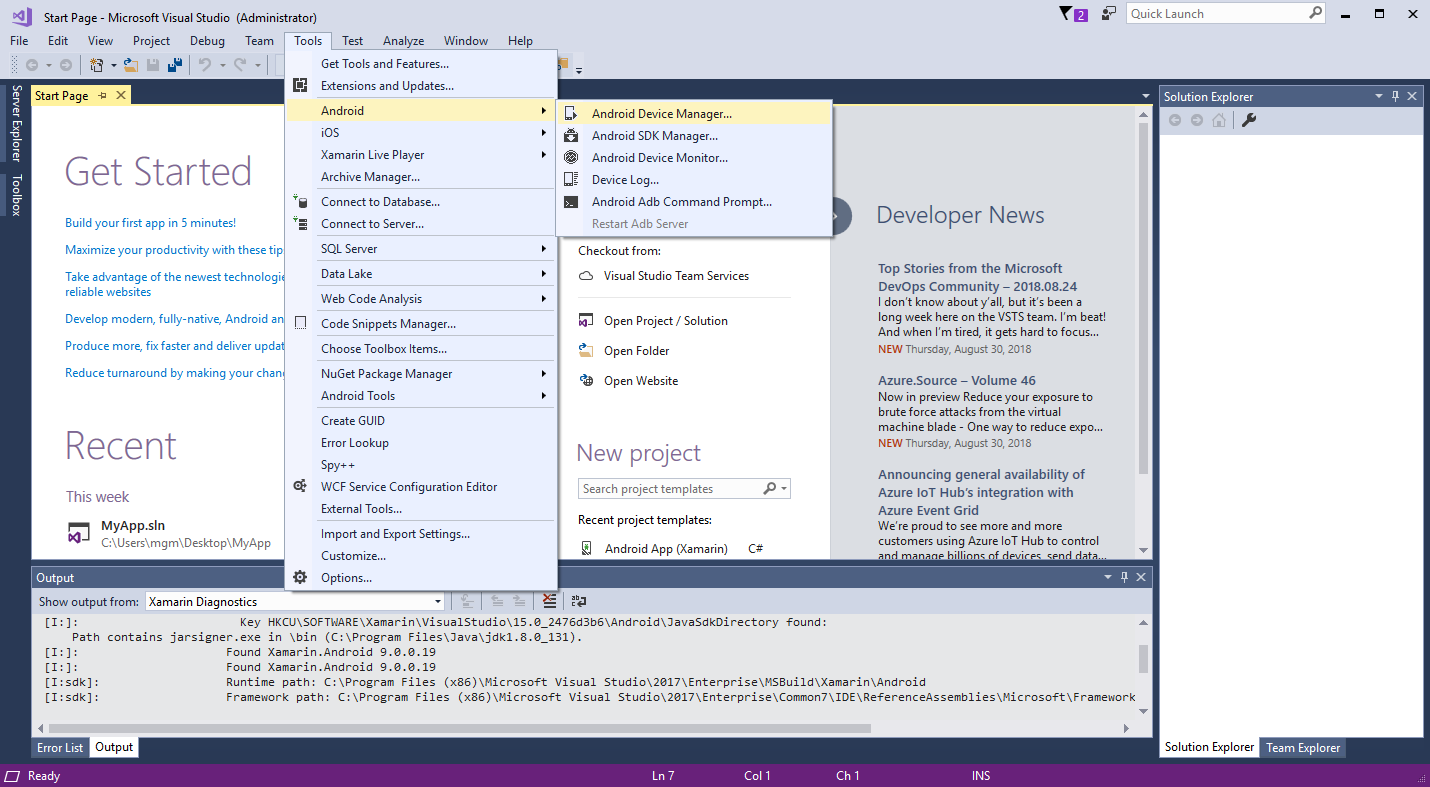 Start Page - Microsoft Visual Studio (Administrator)
2
Quick Launch
File Edit View Project Debug Team Tools Test Analyze Window Help
Server Explorer
Toolbox
Start Page
Get Started
Build your first app in 5 minutes!
Maximize your productivity with these tip
Take advantage of the newest technologie
reliable websites
Develop modern, fully-native, Android an
Produce more, fix faster and deliver updat
Reduce turnaround by making your chan
Recent
This week
MyApp.sln
C:\Users\mgm\Desktop\MyApp
Get Tools and Features...
Extensions and Updates...
Android
iOS
Xamarin Live Player
Archive Manager...
Connect to Database...
Connect to Server...
SQL Server
Data Lake
Web Code Analysis
Code Snippets Manager...
Choose Toolbox Items...
NuGet Package Manager
Android Tools
Create GUID
Error Lookup
Spy++
WCF Service Configuration Editor
External Tools...
Import and Export Settings...
Customize...
Options...
Android Device Manager...
Android SDK Manager...
Android Device Monitor...
Device Log...
Android Adb Command Prompt...
Restart Adb Server
Checkout from:
Visual Studio Team Services
Open Project / Solution
Open Folder
Open Website
New project
Search project templates
Recent project templates:
Android App (Xamarin) C#
Developer News
Top Stories from the Microsoft
DevOps Community – 2018.08.24
I don't know about y'all, but it's been a
long week here on the VSTS team. I'm beat!
And when I'm tired, it gets hard to focus...
NEW Thursday, August 30, 2018
Azure.Source – Volume 46
Now in preview Reduce your exposure to
brute force attacks from the virtual
machine blade - One way to reduce expo...
NEW Thursday, August 30, 2018
Announcing general availability of
Azure IoT Hub's integration with
Azure Event Grid
We're proud to see more and more
customers using Azure IoT Hub to control
and manage billions of devices, send data...
Solution Explorer
Output
Show output from: Xamarin Diagnostics
[I:]: Key HKCU\SOFTWARE\Xamarin\VisualStudio\15.0_2476d3b6\Android\JavaSdkDirectory found:
Path contains jarsigner.exe in \bin (C:\Program Files\Java\jdk1.8.0_131).
[I:]: Found Xamarin.Android 9.0.0.19
[I:]: Found Xamarin.Android 9.0.0.19
[I:sdk]: Runtime path: C:\Program Files (x86)\Microsoft Visual Studio\2017\Enterprise\MSBuild\Xamarin\Android
[I:sdk]: Framework path: C:\Program Files (x86)\Microsoft Visual Studio\2017\Enterprise\Common7\IDE\ReferenceAssemblies\Microsoft\Framework
Error List Output
Solution Explorer Team Explorer
Ready Ln 7 Col 1 Ch 1 INS